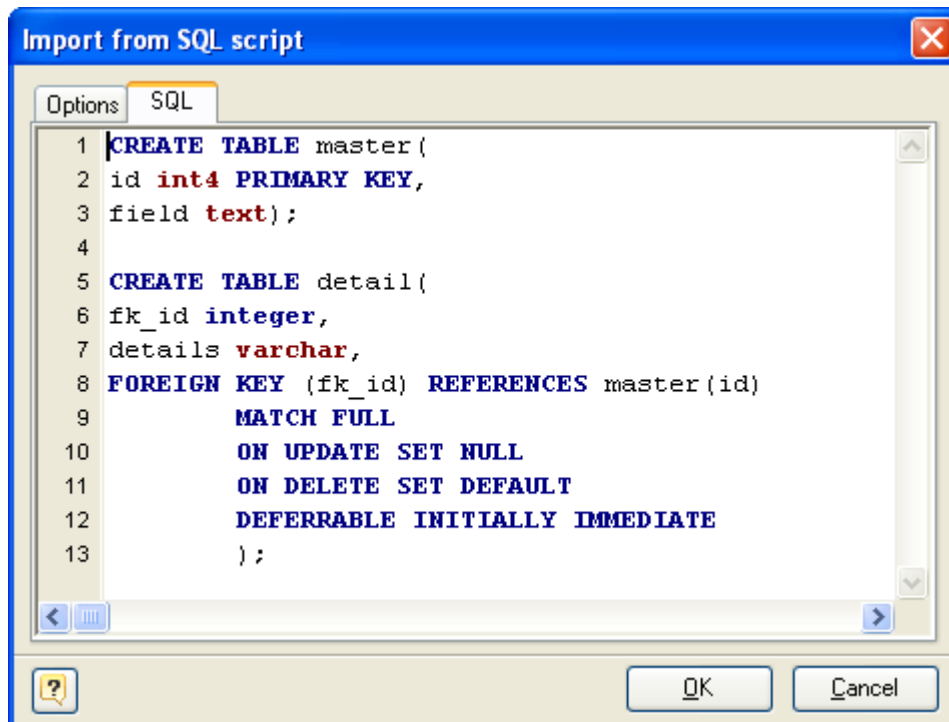 Import from SQL script
Options SQL
1 CREATE TABLE master(
2 id int4 PRIMARY KEY,
3 field text);
4
5 CREATE TABLE detail(
6 fk_id integer,
7 details varchar,
8 FOREIGN KEY (fk_id) REFERENCES master(id)
9 MATCH FULL
10 ON UPDATE SET NULL
11 ON DELETE SET DEFAULT
12 DEFERRABLE INITIALLY IMMEDIATE
13 );
? OK Cancel